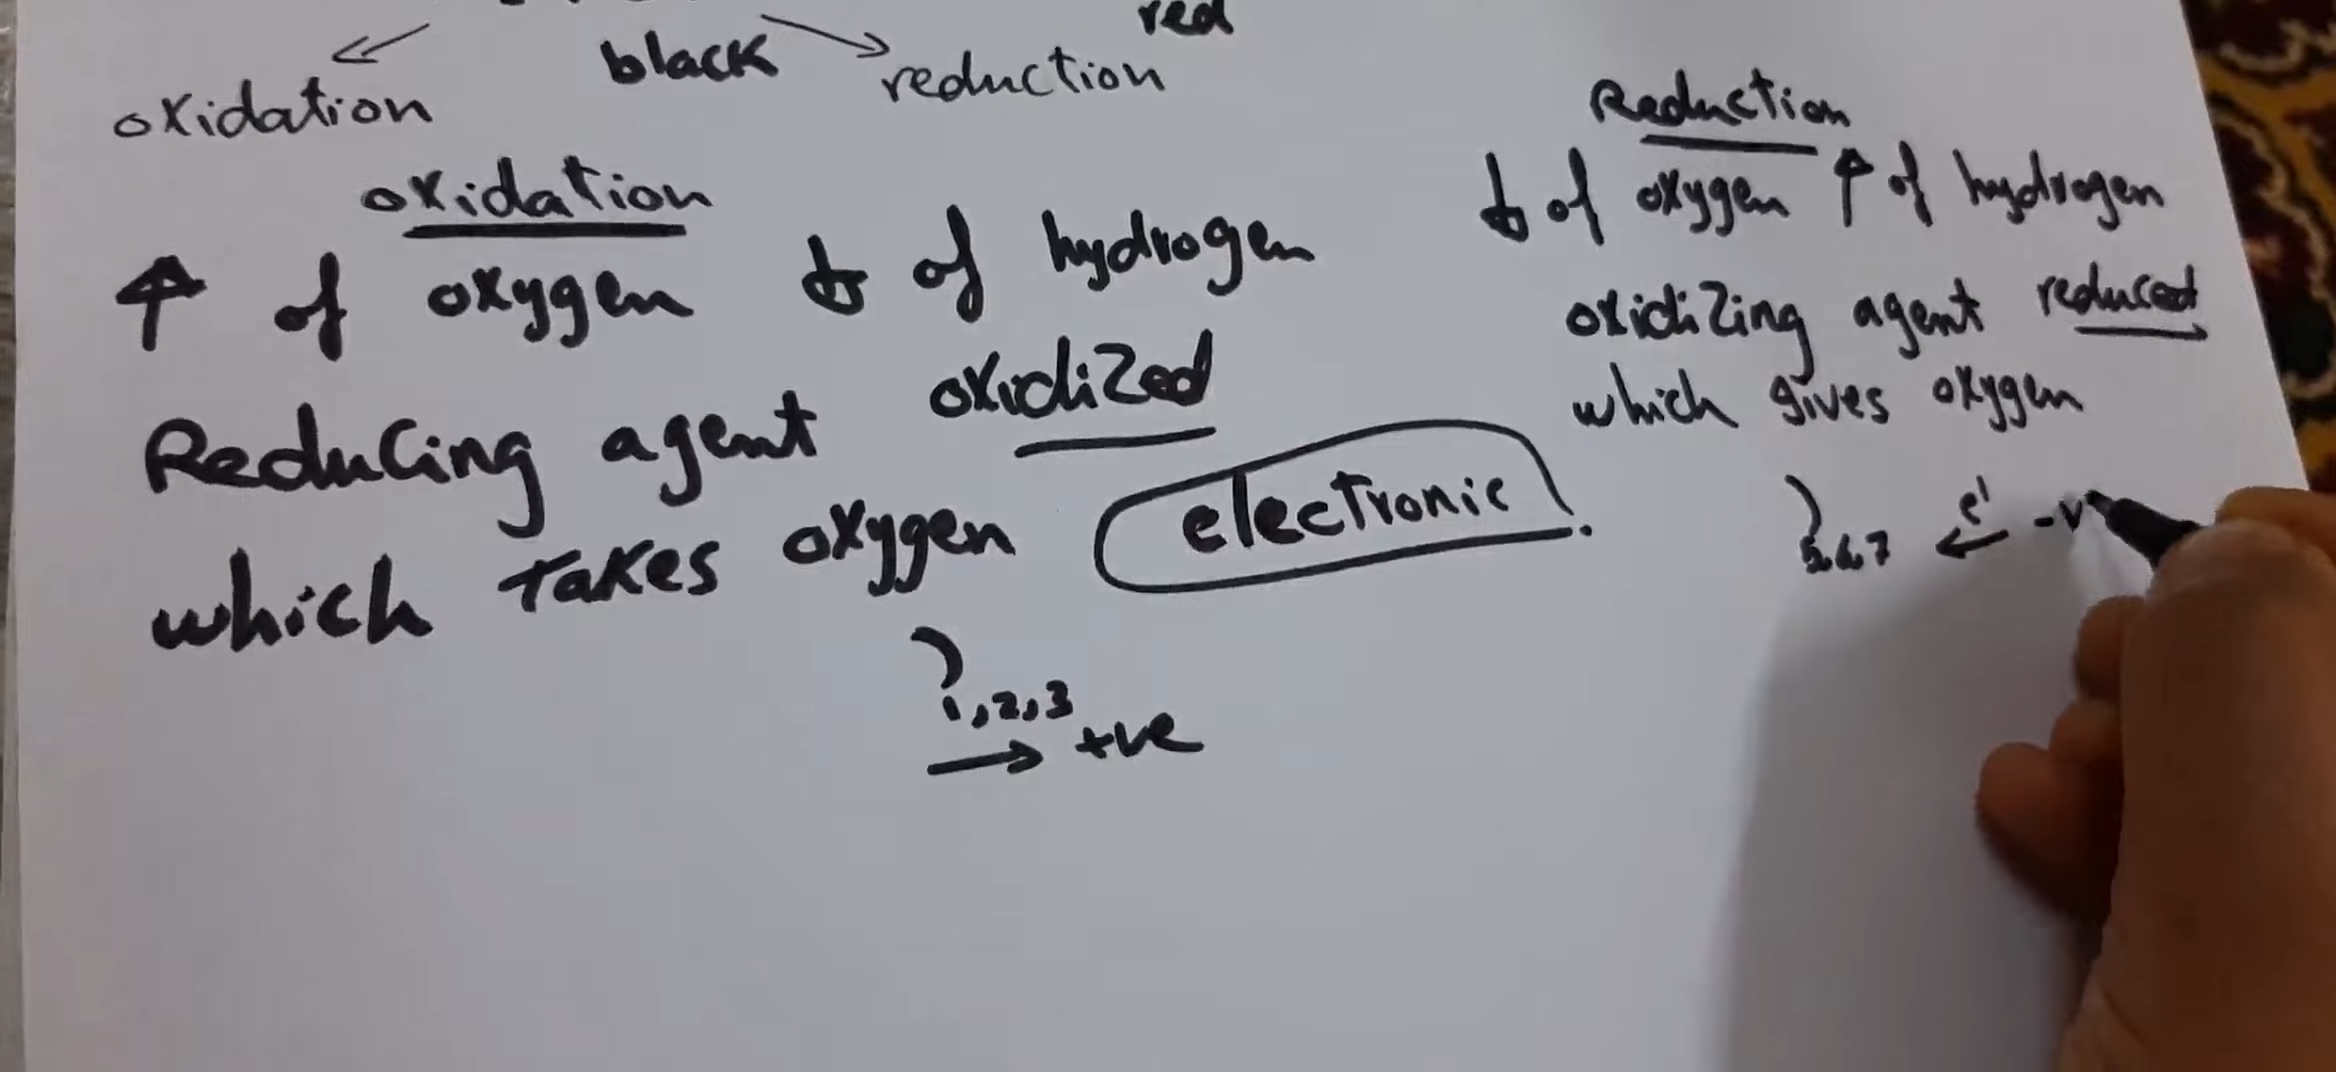 red
black
oxidation
reduction
oxidation
↑ of oxygen ↓ of hydrogen
Reducing agent oxidized
which takes oxygen
electronic
1,2,3
→ +ve
Reduction
↓ of oxygen ↑ of hydrogen
oxidizing agent reduced
which gives oxygen
5,6,7 ← -v